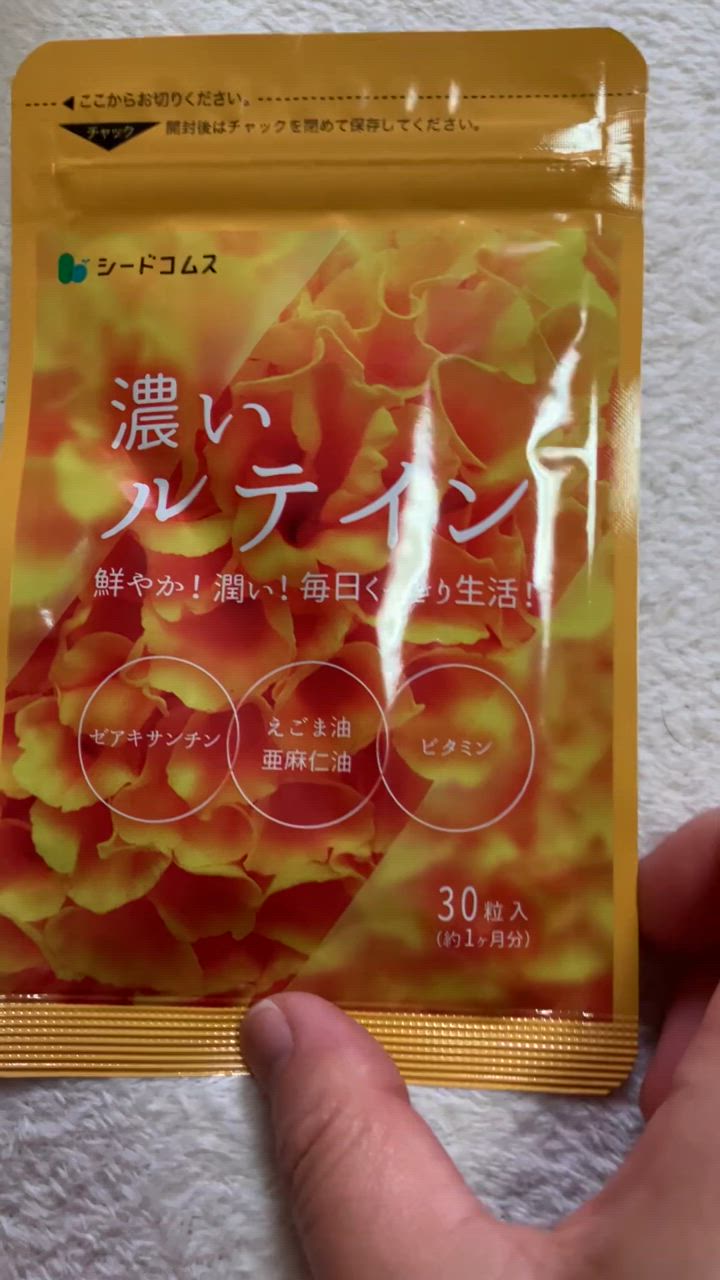 ここからお切りください。
チャック 開封後はチャックを閉めて保存してください。
シードコムス
濃い
ルテイン
鮮やか！潤い！毎日くっきり生活！
ゼアキサンチン
えごま油
亜麻仁油
ビタミン
30粒入
(約1ヶ月分)